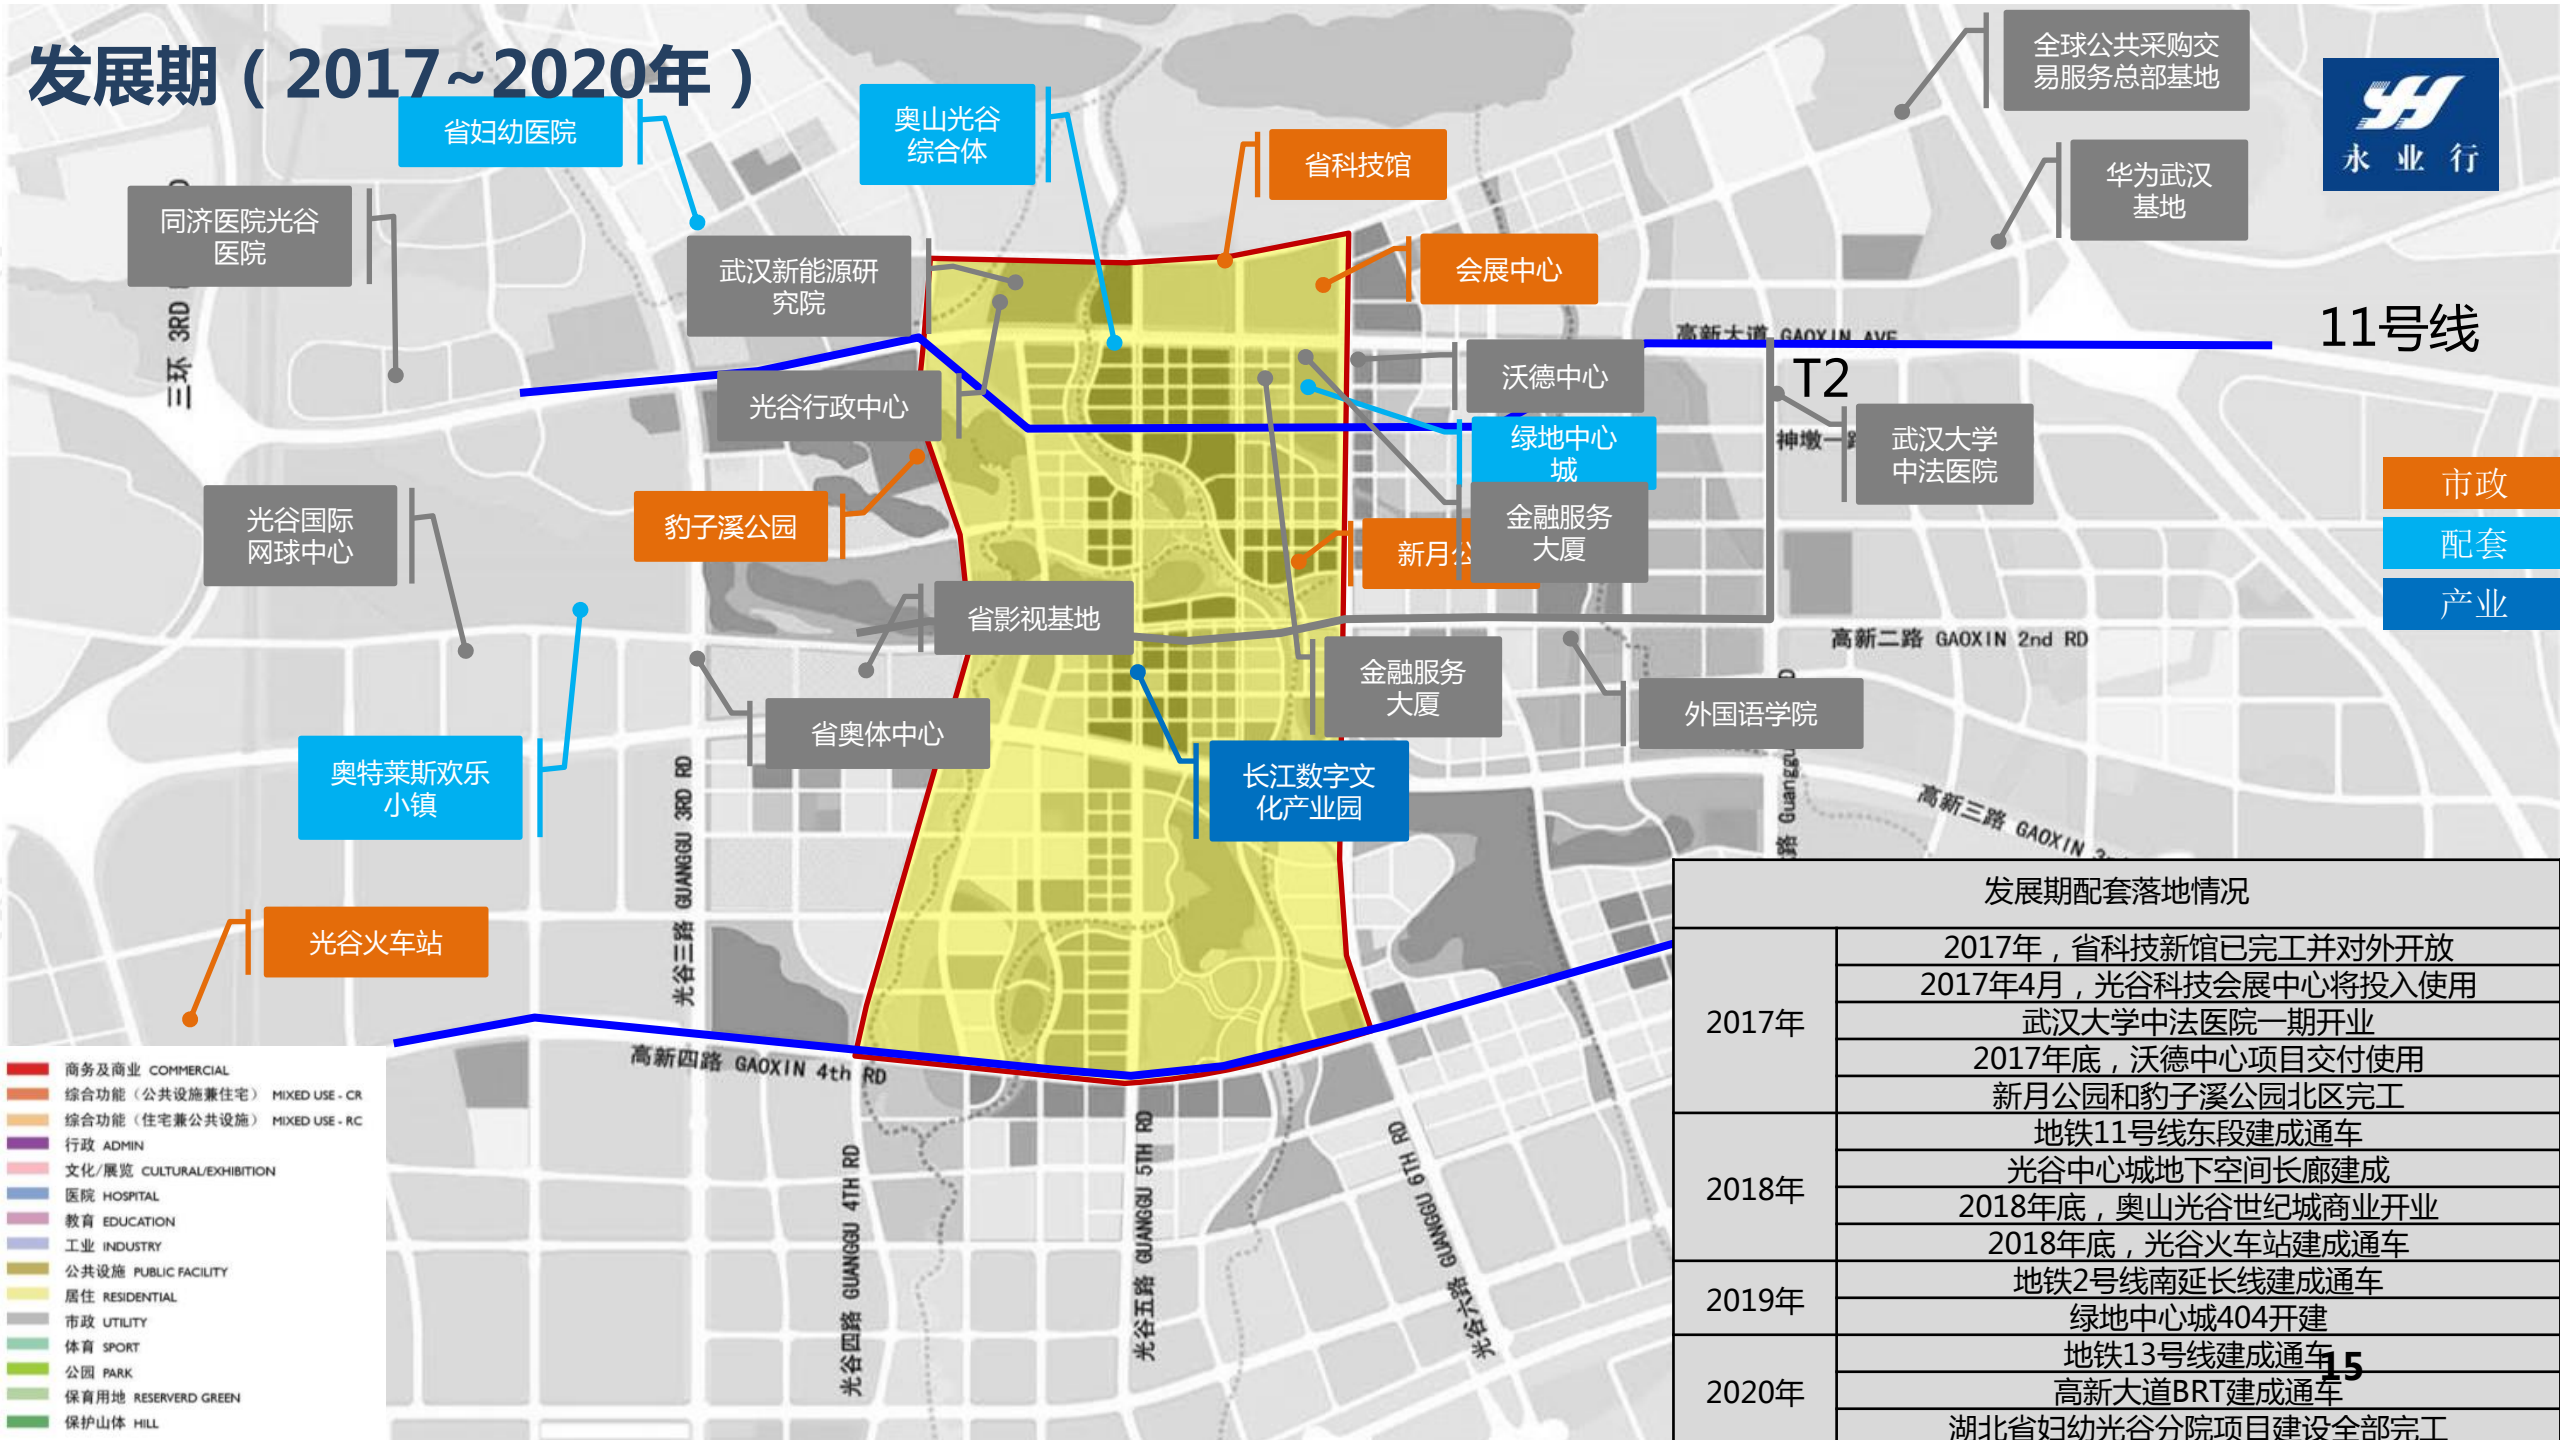 发展期（2017~2020年）
全球公共采购交
易服务总部基地
永业行
省妇幼医院
奥山光谷
综合体
省科技馆
华为武汉
基地
同济医院光谷
医院
武汉新能源研
究院
会展中心
三环 3RD
11号线
高新大道 GAOXIN AVE
T2
沃德中心
光谷行政中心
绿地中心
城
神墩一路
武汉大学
中法医院
市政
配套
产业
光谷国际
网球中心
豹子溪公园
金融服务
大厦
新月公
省影视基地
高新二路 GAOXIN 2nd RD
金融服务
大厦
外国语学院
省奥体中心
奥特莱斯欢乐
小镇
长江数字文
化产业园
光谷三路 GUANGGU 3RD RD
路 Guanggu
高新三路 GAOXIN
光谷火车站
高新四路 GAOXIN 4th RD
光谷四路 GUANGGU 4TH RD
光谷五路 GUANGGU 5TH RD
光谷六路 GUANGGU 6TH RD
商务及商业 COMMERCIAL
综合功能（公共设施兼住宅） MIXED USE - CR
综合功能（住宅兼公共设施） MIXED USE - RC
行政 ADMIN
文化/展览 CULTURAL/EXHIBITION
医院 HOSPITAL
教育 EDUCATION
工业 INDUSTRY
公共设施 PUBLIC FACILITY
居住 RESIDENTIAL
市政 UTILITY
体育 SPORT
公园 PARK
保育用地 RESERVERD GREEN
保护山体 HILL
发展期配套落地情况
2017年
2017年，省科技新馆已完工并对外开放
2017年4月，光谷科技会展中心将投入使用
武汉大学中法医院一期开业
2017年底，沃德中心项目交付使用
新月公园和豹子溪公园北区完工
2018年
地铁11号线东段建成通车
光谷中心城地下空间长廊建成
2018年底，奥山光谷世纪城商业开业
2018年底，光谷火车站建成通车
2019年
地铁2号线南延长线建成通车
绿地中心城404开建
2020年
地铁13号线建成通车
高新大道BRT建成通车
湖北省妇幼光谷分院项目建设全部完工
15